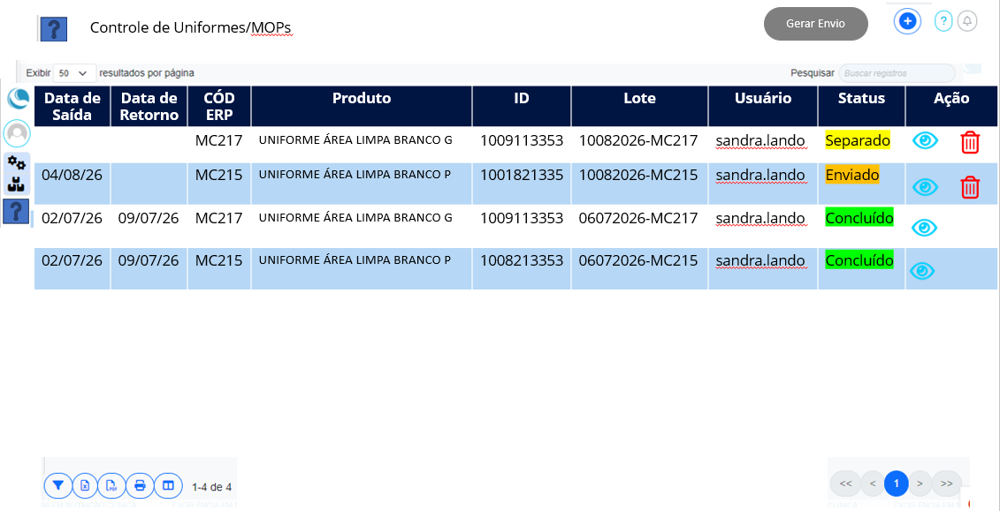 Controle de Uniformes/MOPs
Gerar Envio
Exibir 50 resultados por página
Pesquisar Buscar registros
Data de Saída Data de Retorno CÓD ERP Produto ID Lote Usuário Status Ação
MC217 UNIFORME ÁREA LIMPA BRANCO G 1009113353 10082026-MC217 sandra.lando Separado
04/08/26 MC215 UNIFORME ÁREA LIMPA BRANCO P 1001821335 10082026-MC215 sandra.lando Enviado
02/07/26 09/07/26 MC217 UNIFORME ÁREA LIMPA BRANCO G 1009113353 06072026-MC217 sandra.lando Concluído
02/07/26 09/07/26 MC215 UNIFORME ÁREA LIMPA BRANCO P 1008213353 06072026-MC215 sandra.lando Concluído
1-4 de 4
<< < 1 > >>